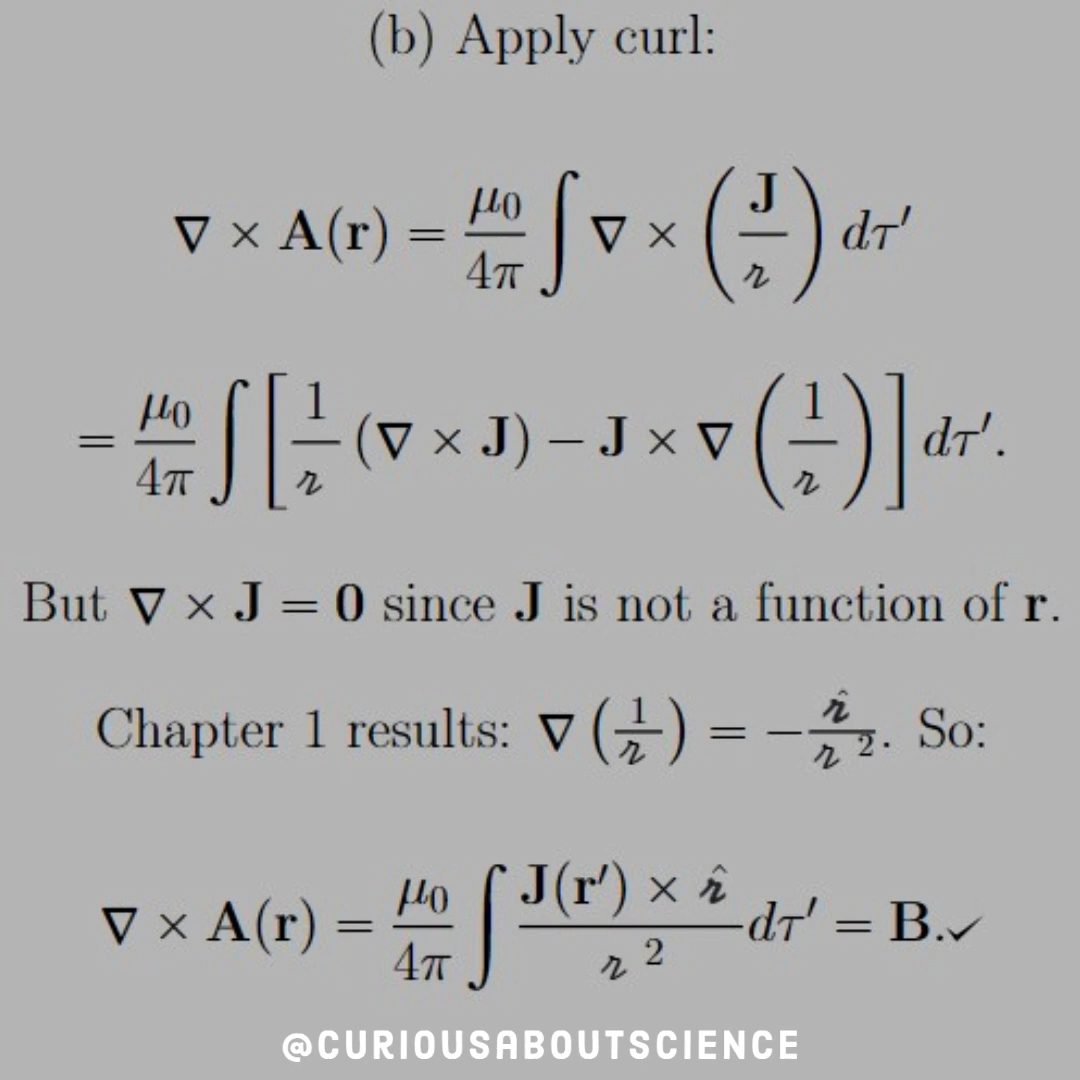 (b) Apply curl:
∇ × A(r) = μ₀/4π ∫ ∇ × (J/𝓇) dτ′
= μ₀/4π ∫ [1/𝓇 (∇ × J) − J × ∇ (1/𝓇)] dτ′.
But ∇ × J = 0 since J is not a function of r.
Chapter 1 results: ∇ (1/𝓇) = −𝓇̂/𝓇². So:
∇ × A(r) = μ₀/4π ∫ J(r′) × 𝓇̂/𝓇² dτ′ = B.✓
@CURIOUSABOUTSCIENCE